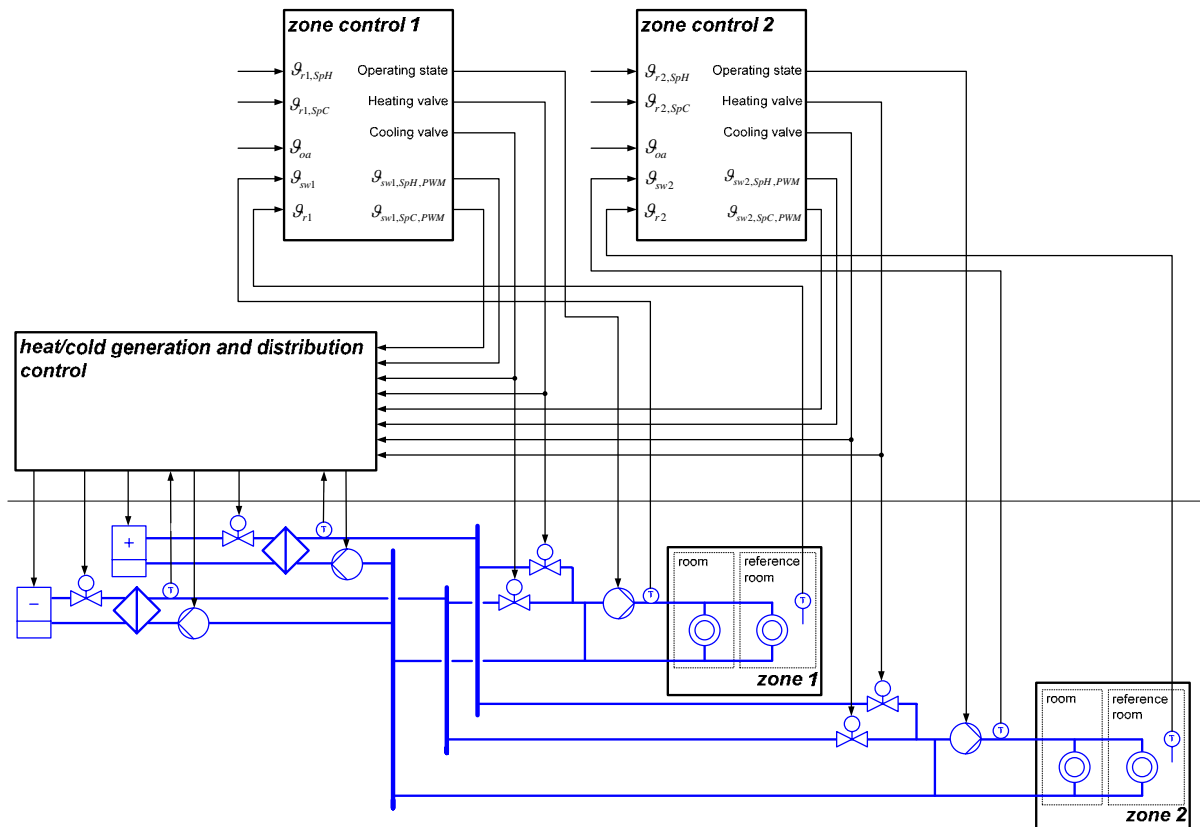 zone control 1
ϑr1,SpH
ϑr1,SpC
ϑoa
ϑsw1
ϑr1
Operating state
Heating valve
Cooling valve
ϑsw1,SpH,PWM
ϑsw1,SpC,PWM
zone control 2
ϑr2,SpH
ϑr2,SpC
ϑoa
ϑsw2
ϑr2
Operating state
Heating valve
Cooling valve
ϑsw2,SpH,PWM
ϑsw2,SpC,PWM
heat/cold generation and distribution
control
+
T
−
T
T
room
reference
room
T
zone 1
T
room
reference
room
T
zone 2